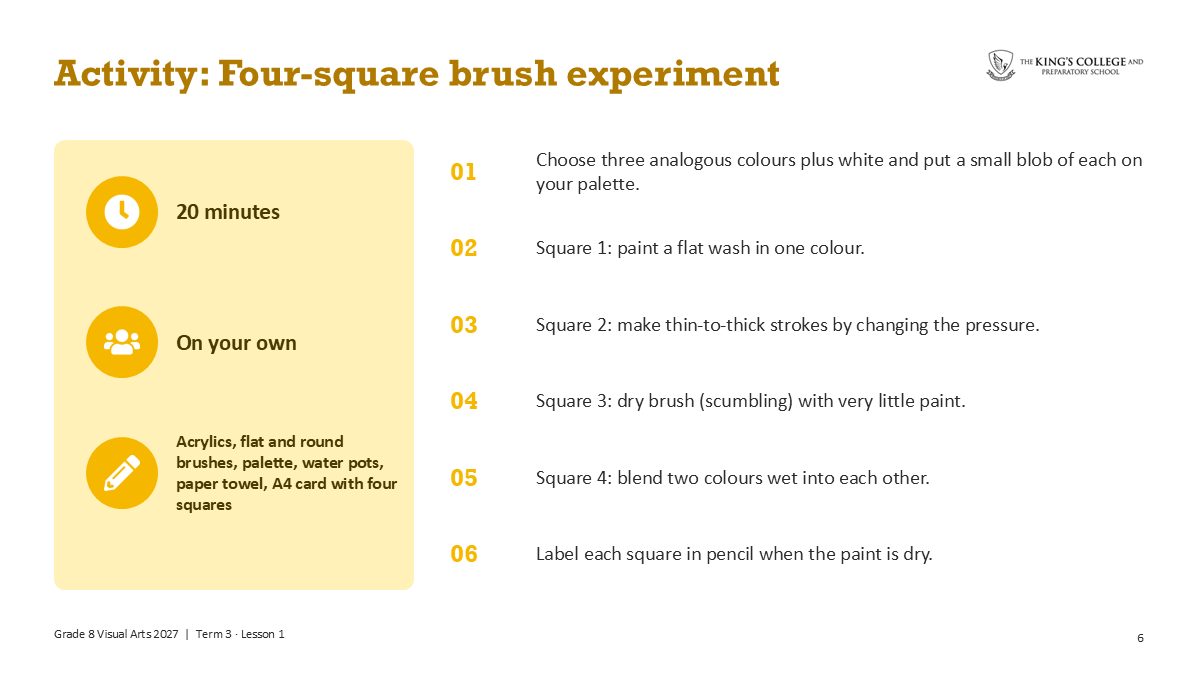 Activity: Four-square brush experiment
THE KING'S COLLEGE AND
PREPARATORY SCHOOL
20 minutes
On your own
Acrylics, flat and round
brushes, palette, water pots,
paper towel, A4 card with four
squares
01
Choose three analogous colours plus white and put a small blob of each on
your palette.
02
Square 1: paint a flat wash in one colour.
03
Square 2: make thin-to-thick strokes by changing the pressure.
04
Square 3: dry brush (scumbling) with very little paint.
05
Square 4: blend two colours wet into each other.
06
Label each square in pencil when the paint is dry.
Grade 8 Visual Arts 2027 | Term 3 · Lesson 1
6